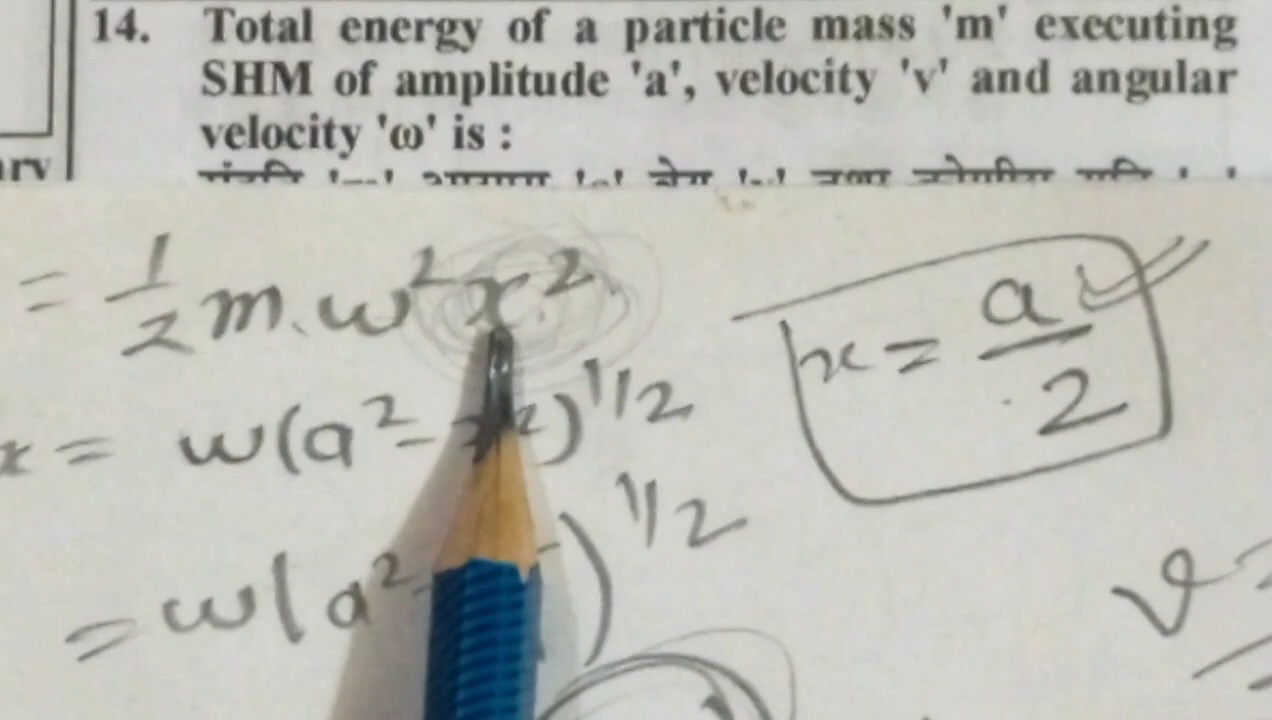 14. Total energy of a particle mass 'm' executing
SHM of amplitude 'a', velocity 'v' and angular
velocity 'ω' is :
= 1/2 m.ω²x²
x = a/2
x = w(a² - x²)^1/2
= w(a² - )^1/2